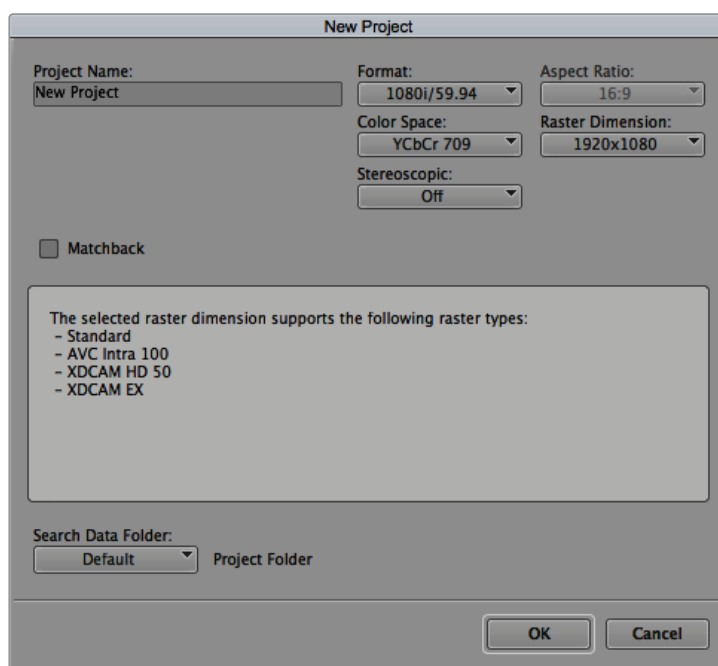 New Project
Project Name:
New Project
Format:
1080i/59.94
Aspect Ratio:
16:9
Color Space:
YCbCr 709
Raster Dimension:
1920x1080
Stereoscopic:
Off
Matchback
The selected raster dimension supports the following raster types:
– Standard
– AVC Intra 100
– XDCAM HD 50
– XDCAM EX
Search Data Folder:
Default
Project Folder
OK
Cancel